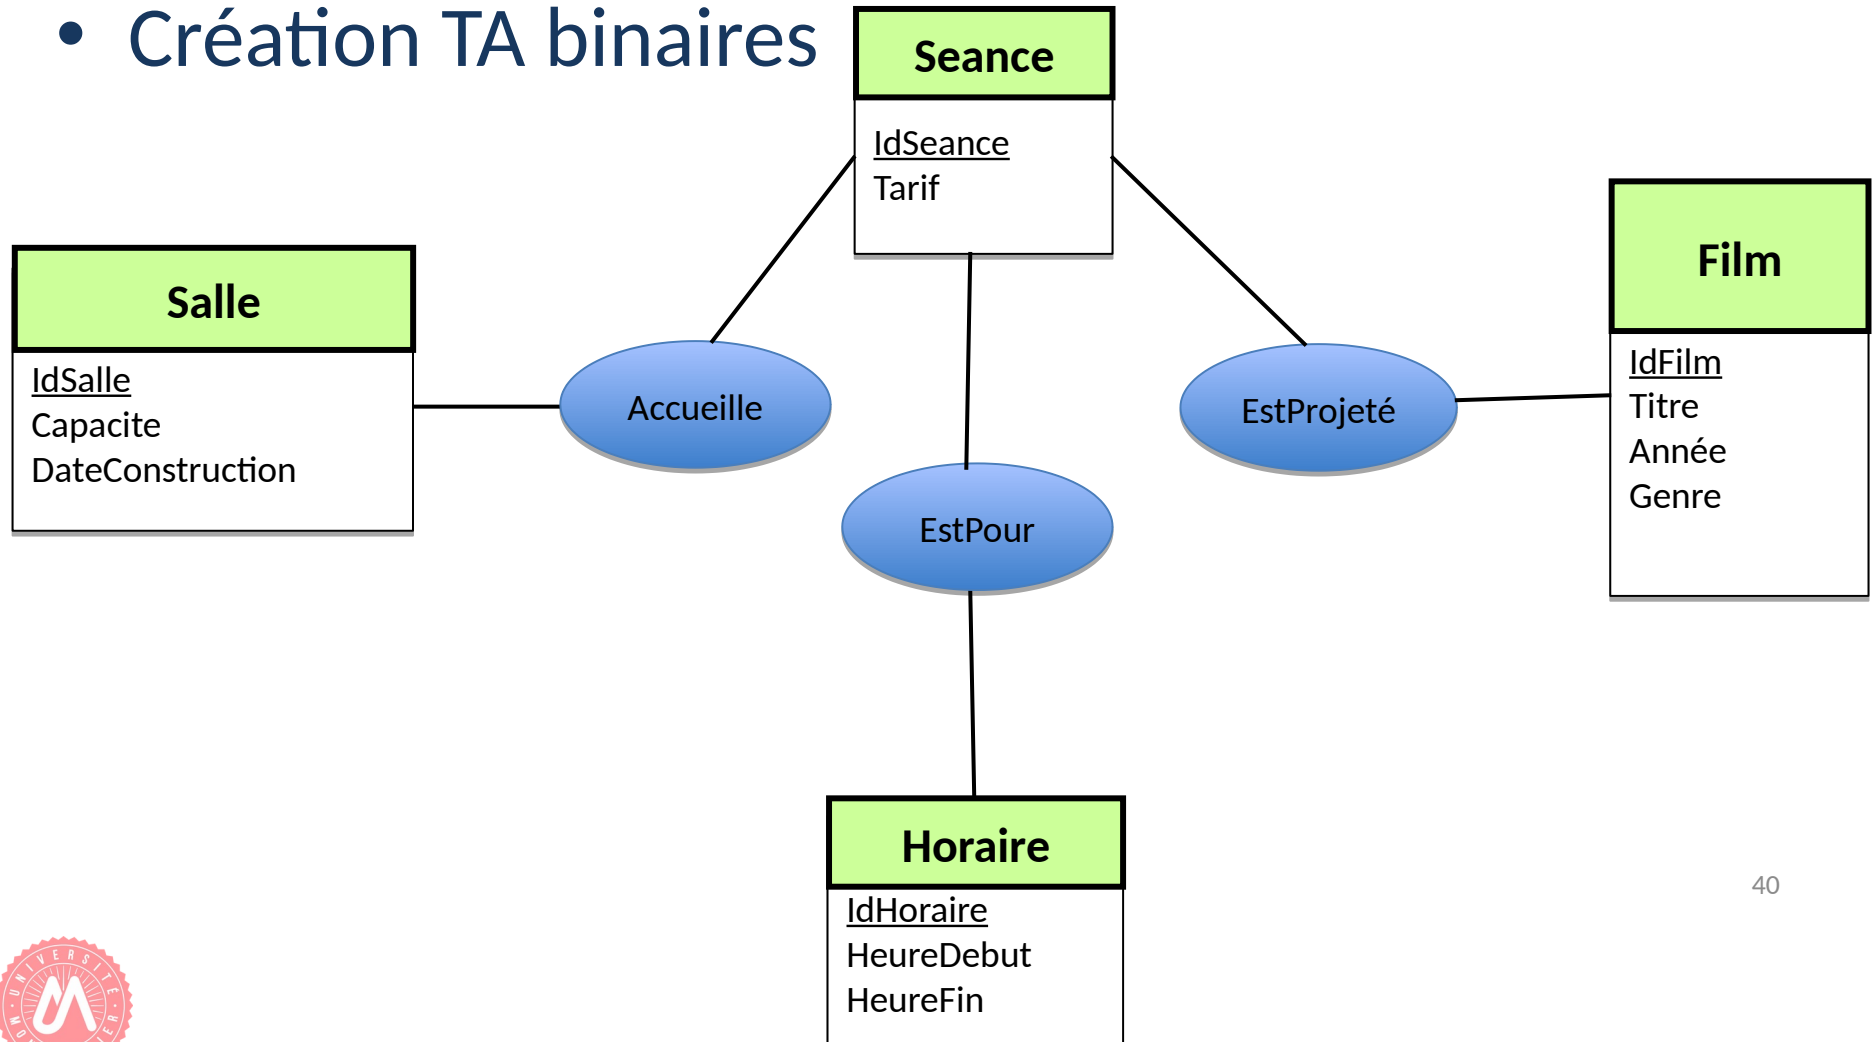 • Création TA binaires
Seance
IdSeance
Tarif
Salle
IdSalle
Capacite
DateConstruction
Accueille
EstPour
EstProjeté
Film
IdFilm
Titre
Année
Genre
Horaire
IdHoraire
HeureDebut
HeureFin
40
UNIVERSITÉ